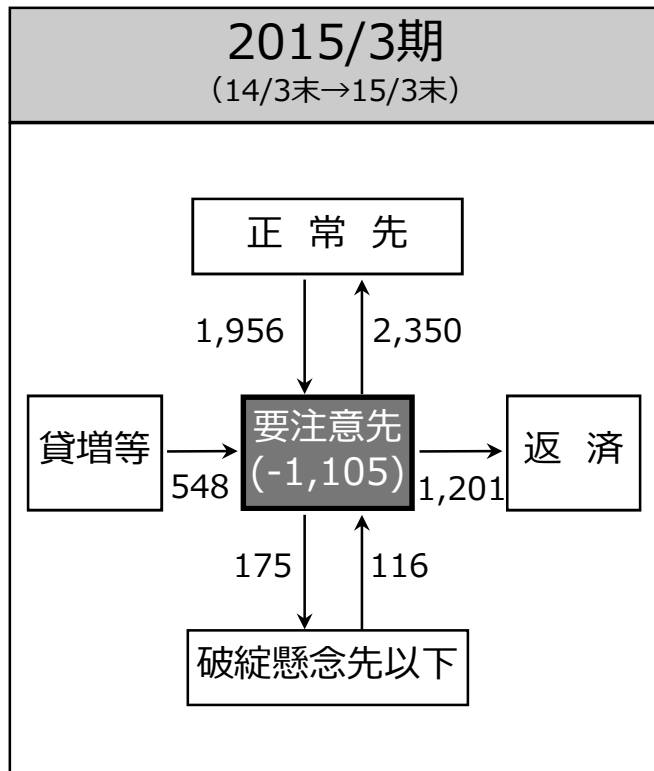 2015/3期
（14/3末→15/3末）
正 常 先
1,956
2,350
貸増等
548
要注意先
(-1,105)
1,201
返 済
175
116
破綻懸念先以下